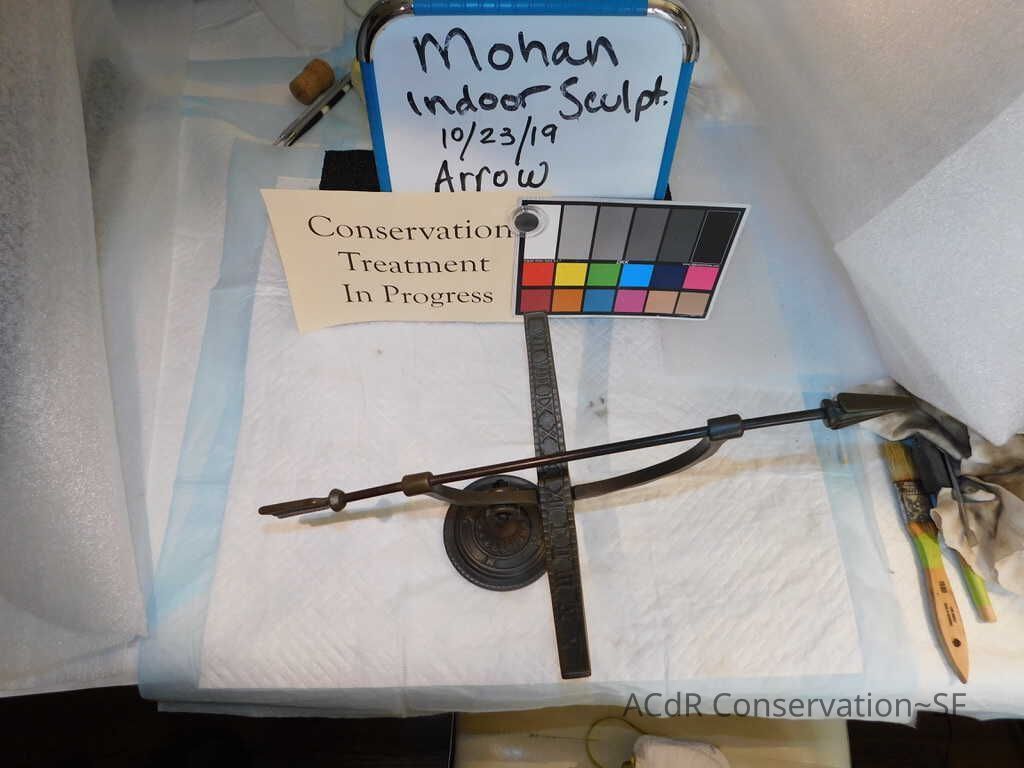 Mohan
Indoor Sculpt.
10/23/19
Arrow
Conservation
Treatment
In Progress
ACdR Conservation~SF